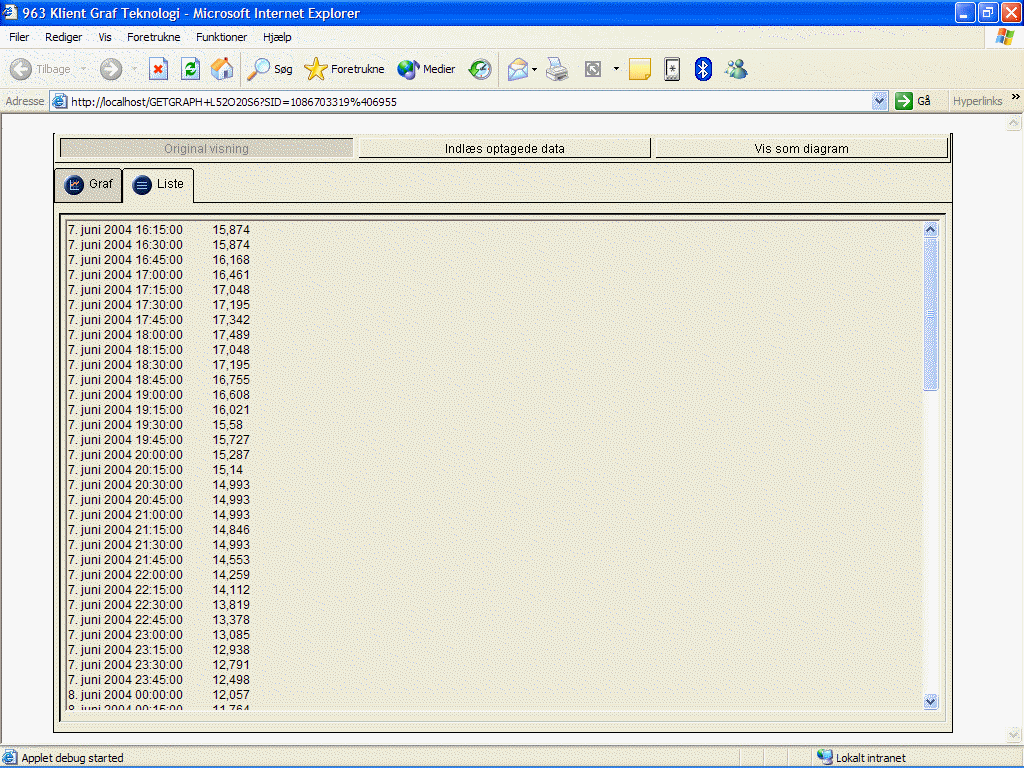 963 Klient Graf Teknologi - Microsoft Internet Explorer
Filer Rediger Vis Foretrukne Funktioner Hjælp
Tilbage Søg Foretrukne Medier
Adresse http://localhost/GETGRAPH+L52O20S6?SID=1086703319%406955 Gå Hyperlinks »
Original visning Indlæs optagede data Vis som diagram
Graf Liste
7. juni 2004 16:15:00 15,874
7. juni 2004 16:30:00 15,874
7. juni 2004 16:45:00 16,168
7. juni 2004 17:00:00 16,461
7. juni 2004 17:15:00 17,048
7. juni 2004 17:30:00 17,195
7. juni 2004 17:45:00 17,342
7. juni 2004 18:00:00 17,489
7. juni 2004 18:15:00 17,048
7. juni 2004 18:30:00 17,195
7. juni 2004 18:45:00 16,755
7. juni 2004 19:00:00 16,608
7. juni 2004 19:15:00 16,021
7. juni 2004 19:30:00 15,58
7. juni 2004 19:45:00 15,727
7. juni 2004 20:00:00 15,287
7. juni 2004 20:15:00 15,14
7. juni 2004 20:30:00 14,993
7. juni 2004 20:45:00 14,993
7. juni 2004 21:00:00 14,993
7. juni 2004 21:15:00 14,846
7. juni 2004 21:30:00 14,993
7. juni 2004 21:45:00 14,553
7. juni 2004 22:00:00 14,259
7. juni 2004 22:15:00 14,112
7. juni 2004 22:30:00 13,819
7. juni 2004 22:45:00 13,378
7. juni 2004 23:00:00 13,085
7. juni 2004 23:15:00 12,938
7. juni 2004 23:30:00 12,791
7. juni 2004 23:45:00 12,498
8. juni 2004 00:00:00 12,057
8. juni 2004 00:15:00 11,764
Applet debug started Lokalt intranet